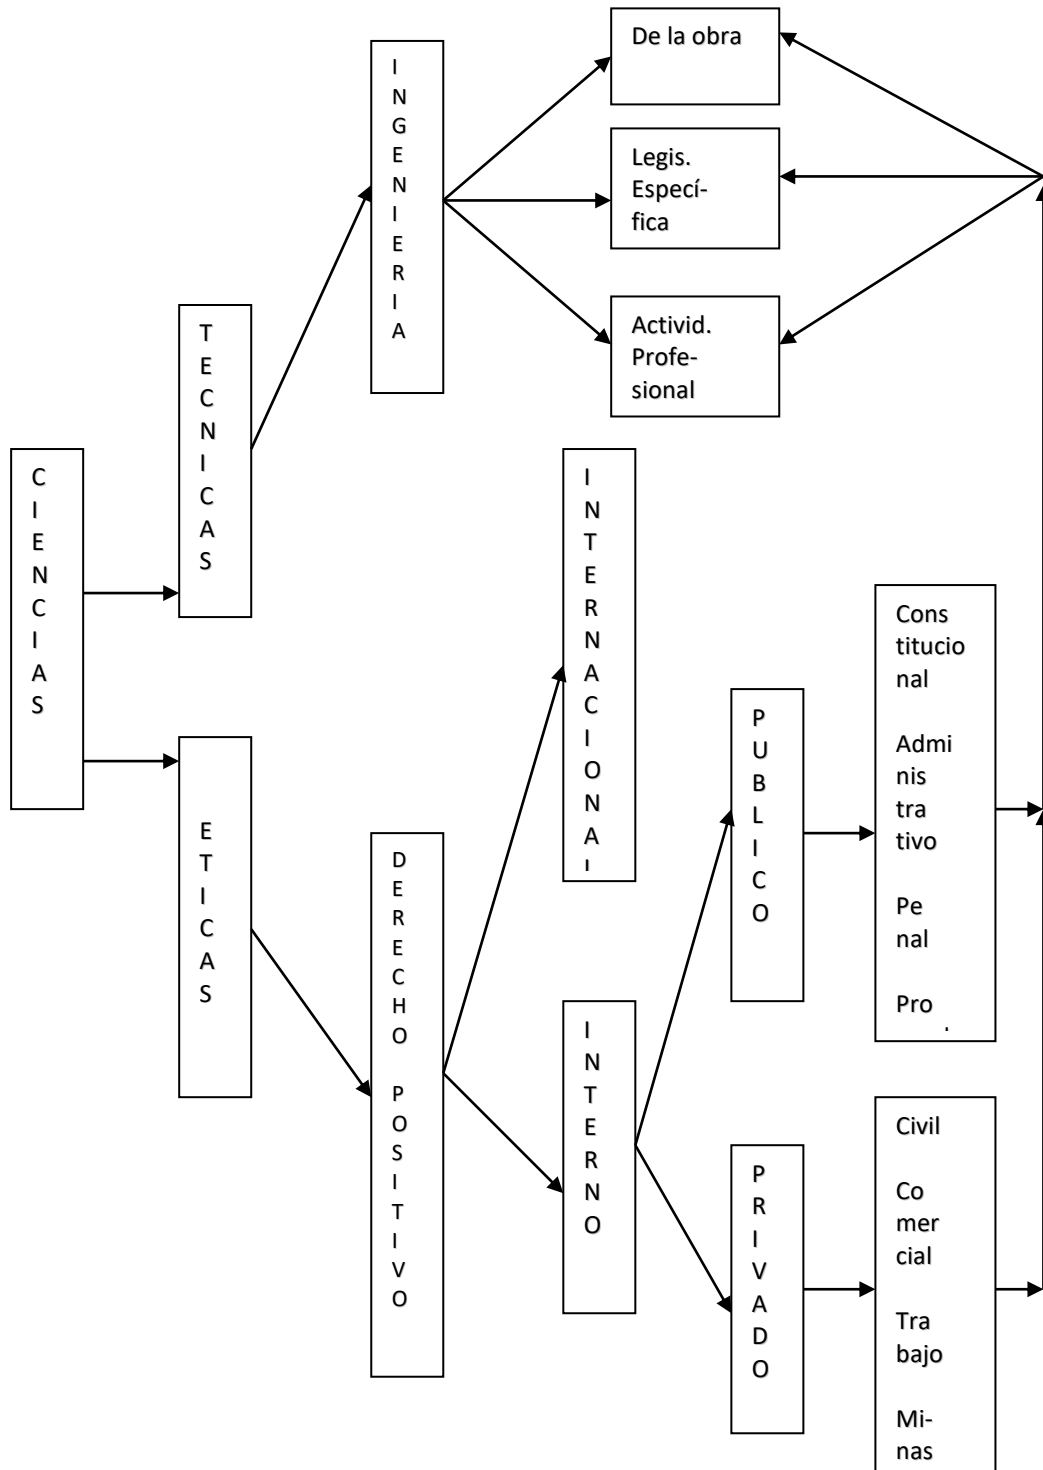 CIENCIAS
TECNICAS
ETICAS
INGENIERIA
DERECHO POSITIVO
De la obra
Legis.
Especí-
fica
Activid.
Profe-
sional
INTERNACIONAL
INTERNO
PUBLICO
PRIVADO
Cons
titucio
nal
Admi
nis
tra
tivo
Pe
nal
Pro
Civil
Co
mer
cial
Tra
bajo
Mi-
nas